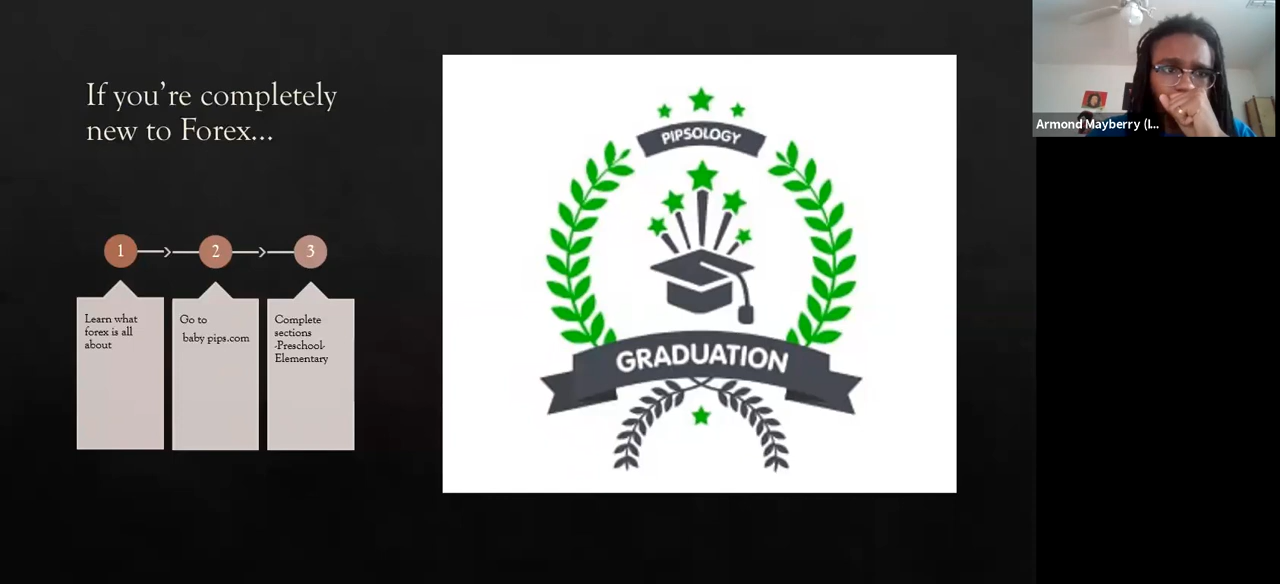 If you're completely
new to Forex...
1
2
3
Learn what
forex is all
about
Go to
baby pips.com
Complete
sections
-Preschool-
Elementary
PIPSOLOGY
GRADUATION
Armond Mayberry (I...